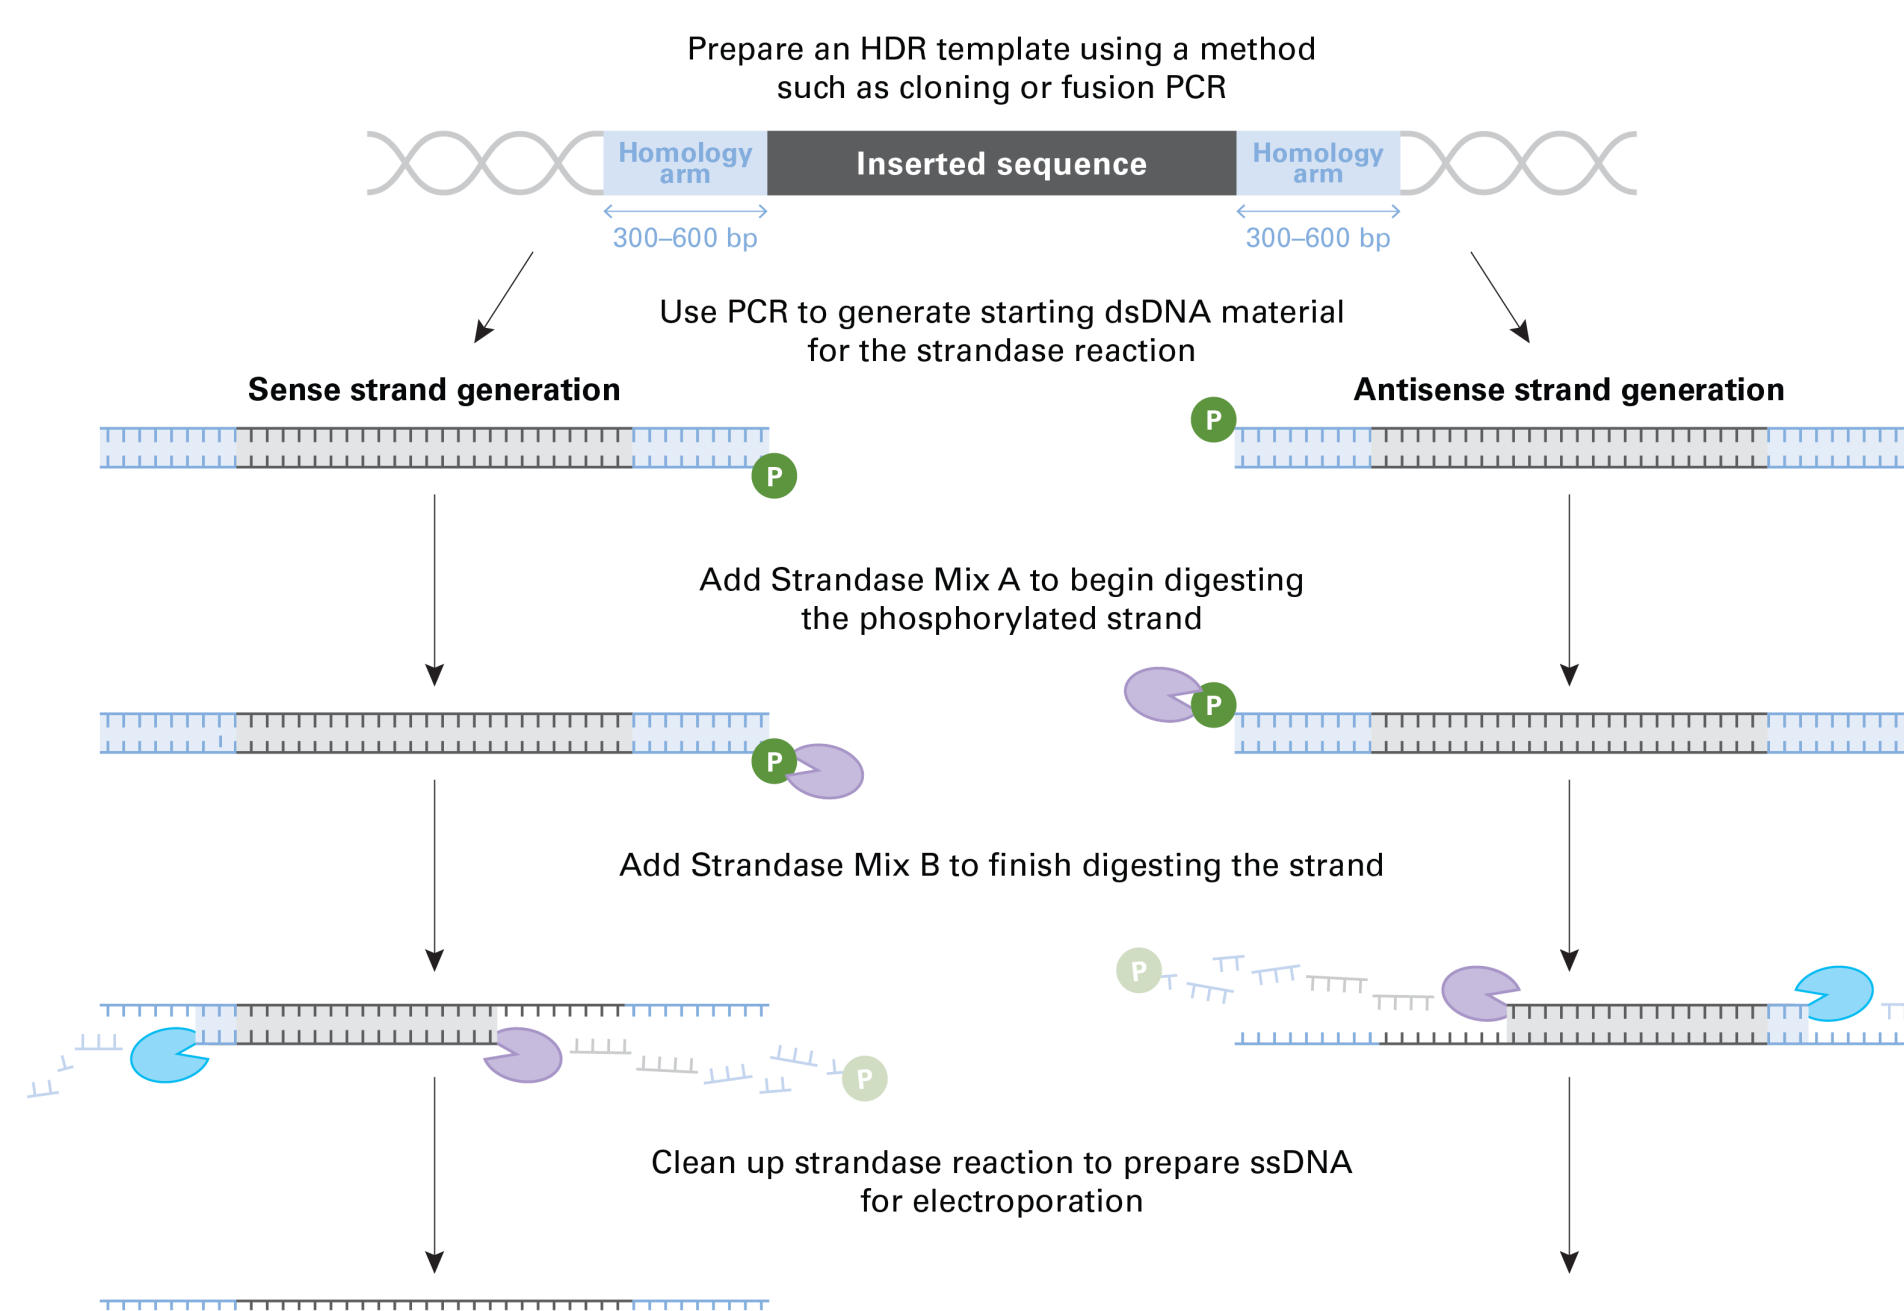 Prepare an HDR template using a method
such as cloning or fusion PCR
Homology
arm
Inserted sequence
Homology
arm
300–600 bp
300–600 bp
Use PCR to generate starting dsDNA material
for the strandase reaction
Sense strand generation
Antisense strand generation
P
P
Add Strandase Mix A to begin digesting
the phosphorylated strand
P
P
Add Strandase Mix B to finish digesting the strand
P
P
Clean up strandase reaction to prepare ssDNA
for electroporation